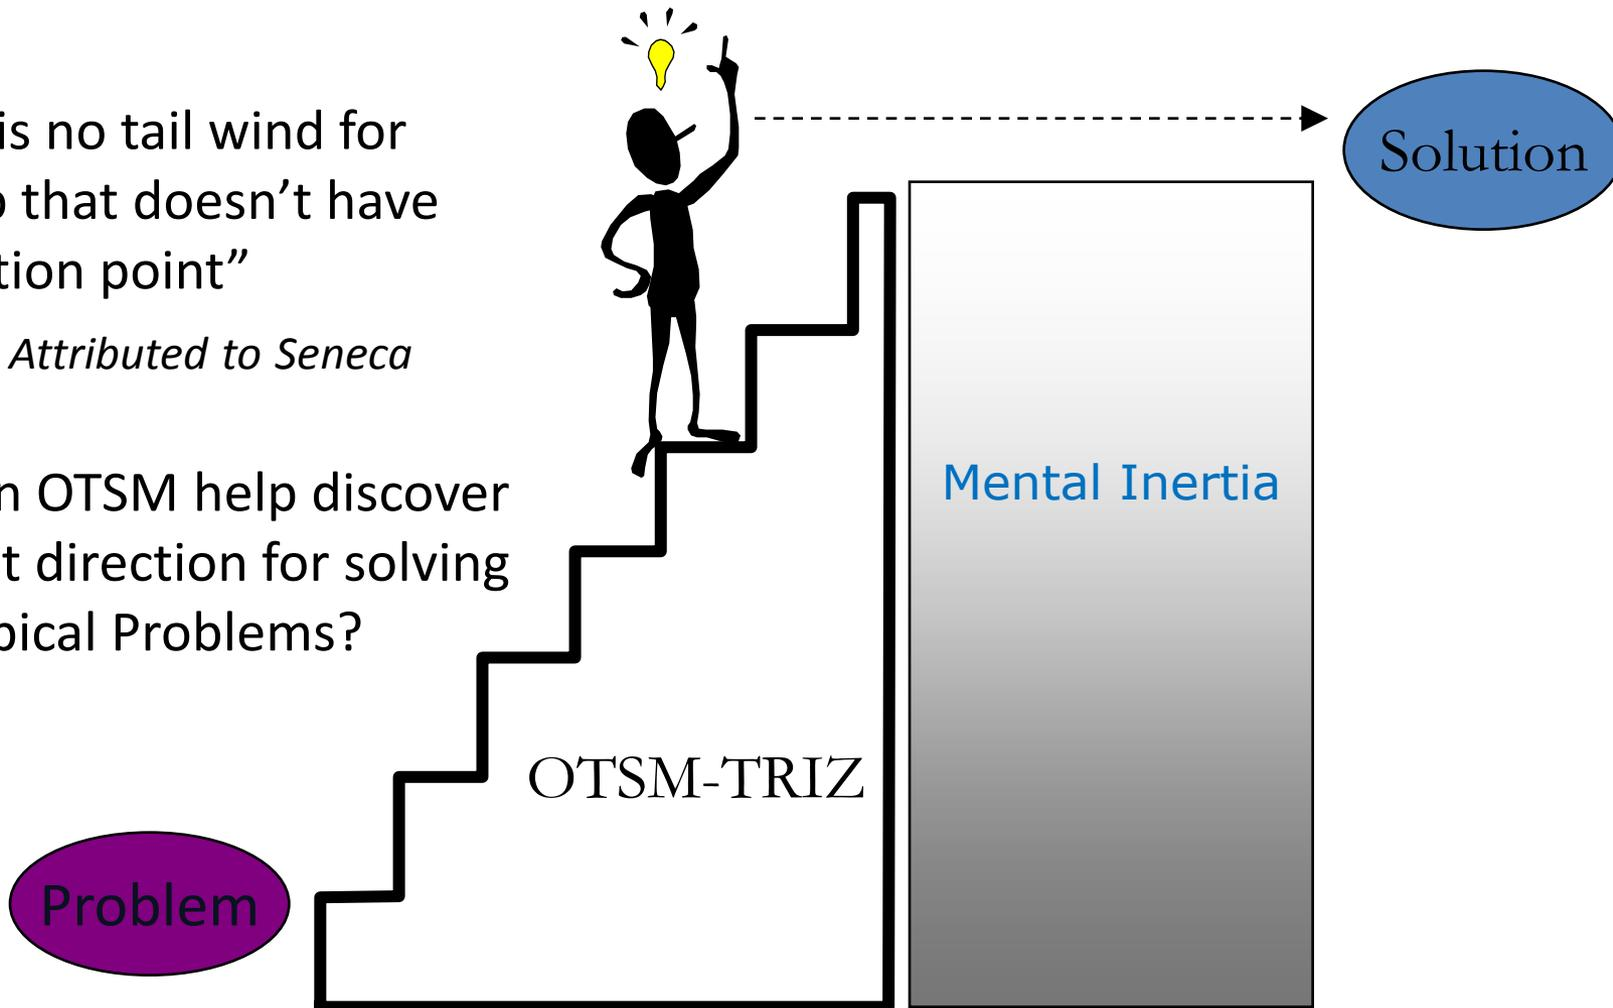 is no tail wind for
that doesn’t have
tion point”
Attributed to Seneca
n OTSM help discover
t direction for solving
pical Problems?
Solution
Mental Inertia
OTSM-TRIZ
Problem